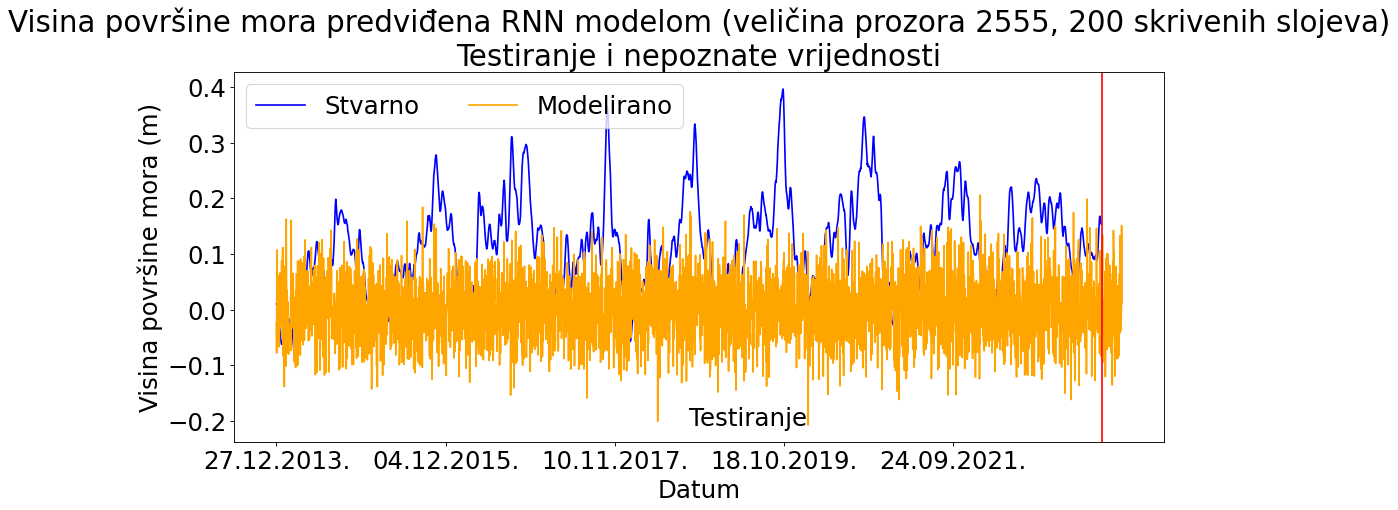 Visina površine mora predviđena RNN modelom (veličina prozora 2555, 200 skrivenih slojeva)
Testiranje i nepoznate vrijednosti
Stvarno Modelirano
Visina površine mora (m)
0.4
0.3
0.2
0.1
0.0
−0.1
−0.2
Testiranje
27.12.2013. 04.12.2015. 10.11.2017. 18.10.2019. 24.09.2021.
Datum